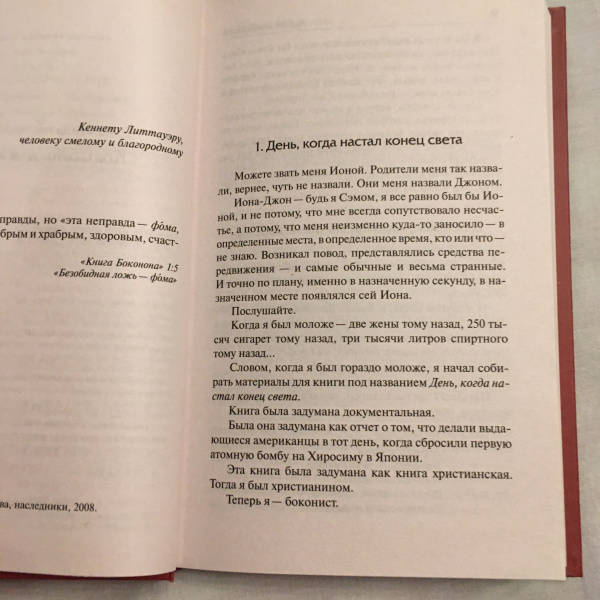 Кеннету Литтауэру,
человеку смелому и благородному
правды, но «эта неправда — фо́ма,
брым и храбрым, здоровым, счаст-
«Книга Боконона» 1:5
«Безобидная ложь — фо́ма»
ва, наследники, 2008.
1. День, когда настал конец света
Можете звать меня Ионой. Родители меня так назва-
ли, вернее, чуть не назвали. Они меня назвали Джоном.
Иона-Джон — будь я Сэмом, я все равно был бы Ио-
ной, и не потому, что мне всегда сопутствовало несчас-
тье, а потому, что меня неизменно куда-то заносило — в
определенные места, в определенное время, кто или что —
не знаю. Возникал повод, представлялись средства пе-
редвижения — и самые обычные и весьма странные.
И точно по плану, именно в назначенную секунду, в на-
значенном месте появлялся сей Иона.
Послушайте.
Когда я был моложе — две жены тому назад, 250 ты-
сяч сигарет тому назад, три тысячи литров спиртного
тому назад...
Словом, когда я был гораздо моложе, я начал соби-
рать материалы для книги под названием День, когда на-
стал конец света.
Книга была задумана документальная.
Была она задумана как отчет о том, что делали выда-
ющиеся американцы в тот день, когда сбросили первую
атомную бомбу на Хиросиму в Японии.
Эта книга была задумана как книга христианская.
Тогда я был христианином.
Теперь я — боконист.